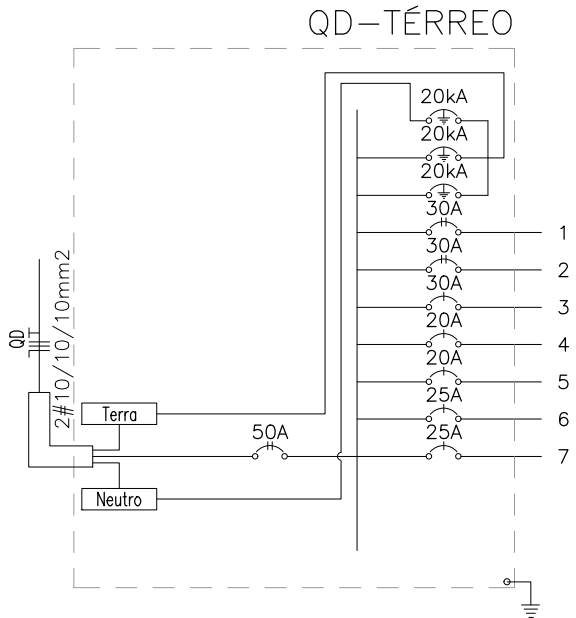 QD-TÉRREO
20kA
20kA
20kA
30A
1
30A
2
30A
3
20A
4
20A
5
25A
6
25A
7
50A
QD
2#10/10/10mm2
Terra
Neutro